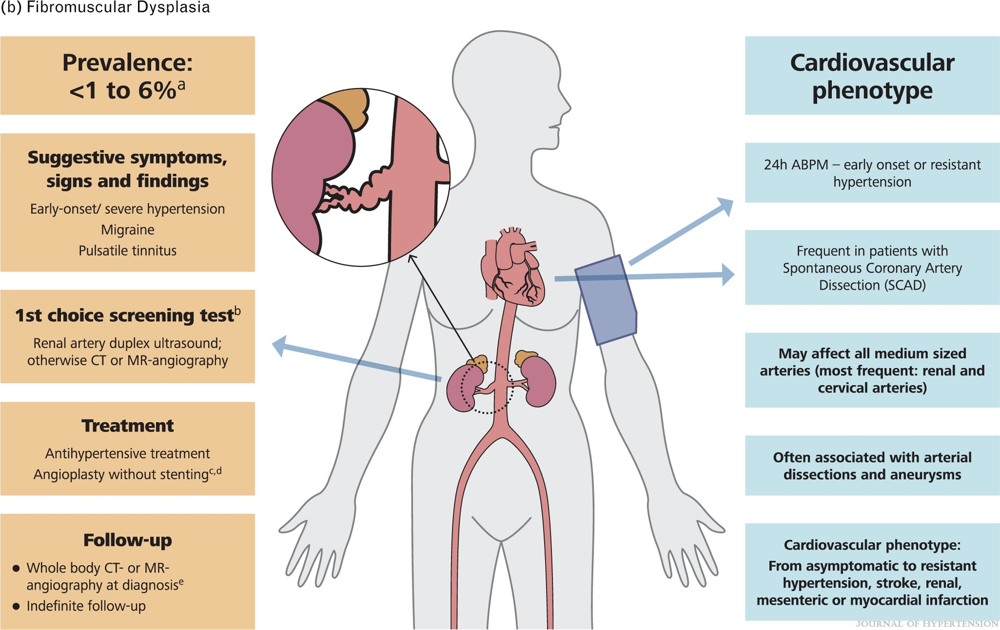 (b) Fibromuscular Dysplasia
Prevalence:
<1 to 6%a
Suggestive symptoms,
signs and findings
Early-onset/ severe hypertension
Migraine
Pulsatile tinnitus
1st choice screening testb
Renal artery duplex ultrasound;
otherwise CT or MR-angiography
Treatment
Antihypertensive treatment
Angioplasty without stentingc,d
Follow-up
● Whole body CT- or MR-
angiography at diagnosise
● Indefinite follow-up
Cardiovascular
phenotype
24h ABPM – early onset or resistant
hypertension
Frequent in patients with
Spontaneous Coronary Artery
Dissection (SCAD)
May affect all medium sized
arteries (most frequent: renal and
cervical arteries)
Often associated with arterial
dissections and aneurysms
Cardiovascular phenotype:
From asymptomatic to resistant
hypertension, stroke, renal,
mesenteric or myocardial infarction
JOURNAL OF HYPERTENSION